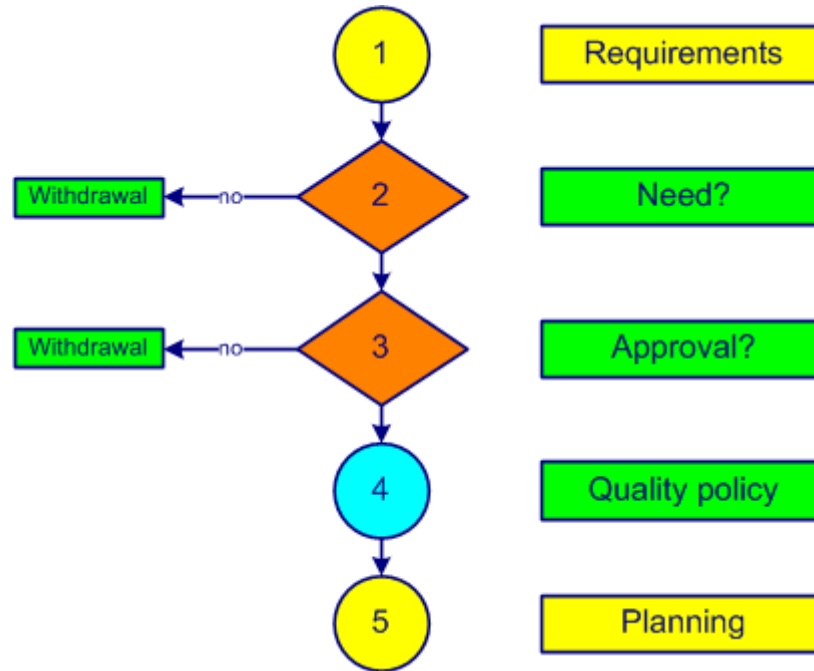 1
Requirements
Withdrawal
no
2
Need?
Withdrawal
no
3
Approval?
4
Quality policy
5
Planning